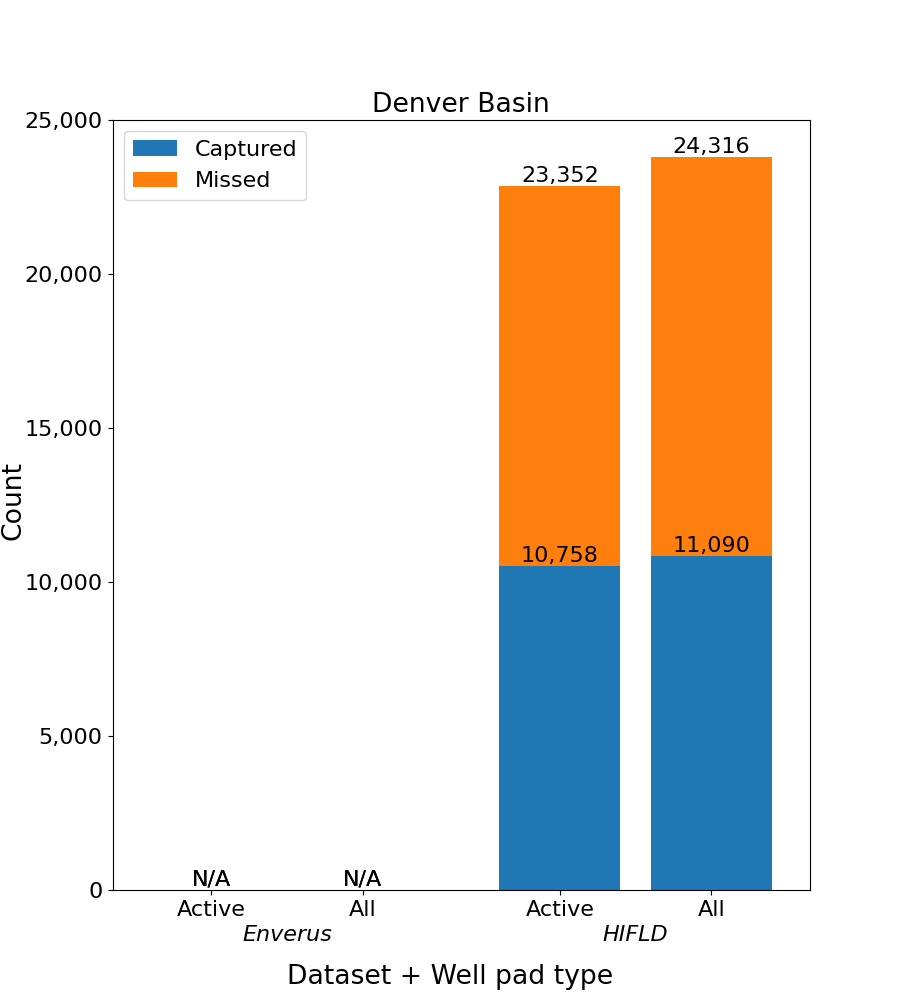 Denver Basin
25,000
Captured
Missed
24,316
23,352
20,000
15,000
Count
11,090
10,758
10,000
5,000
N/A N/A
0
Active All Active All
Enverus HIFLD
Dataset + Well pad type